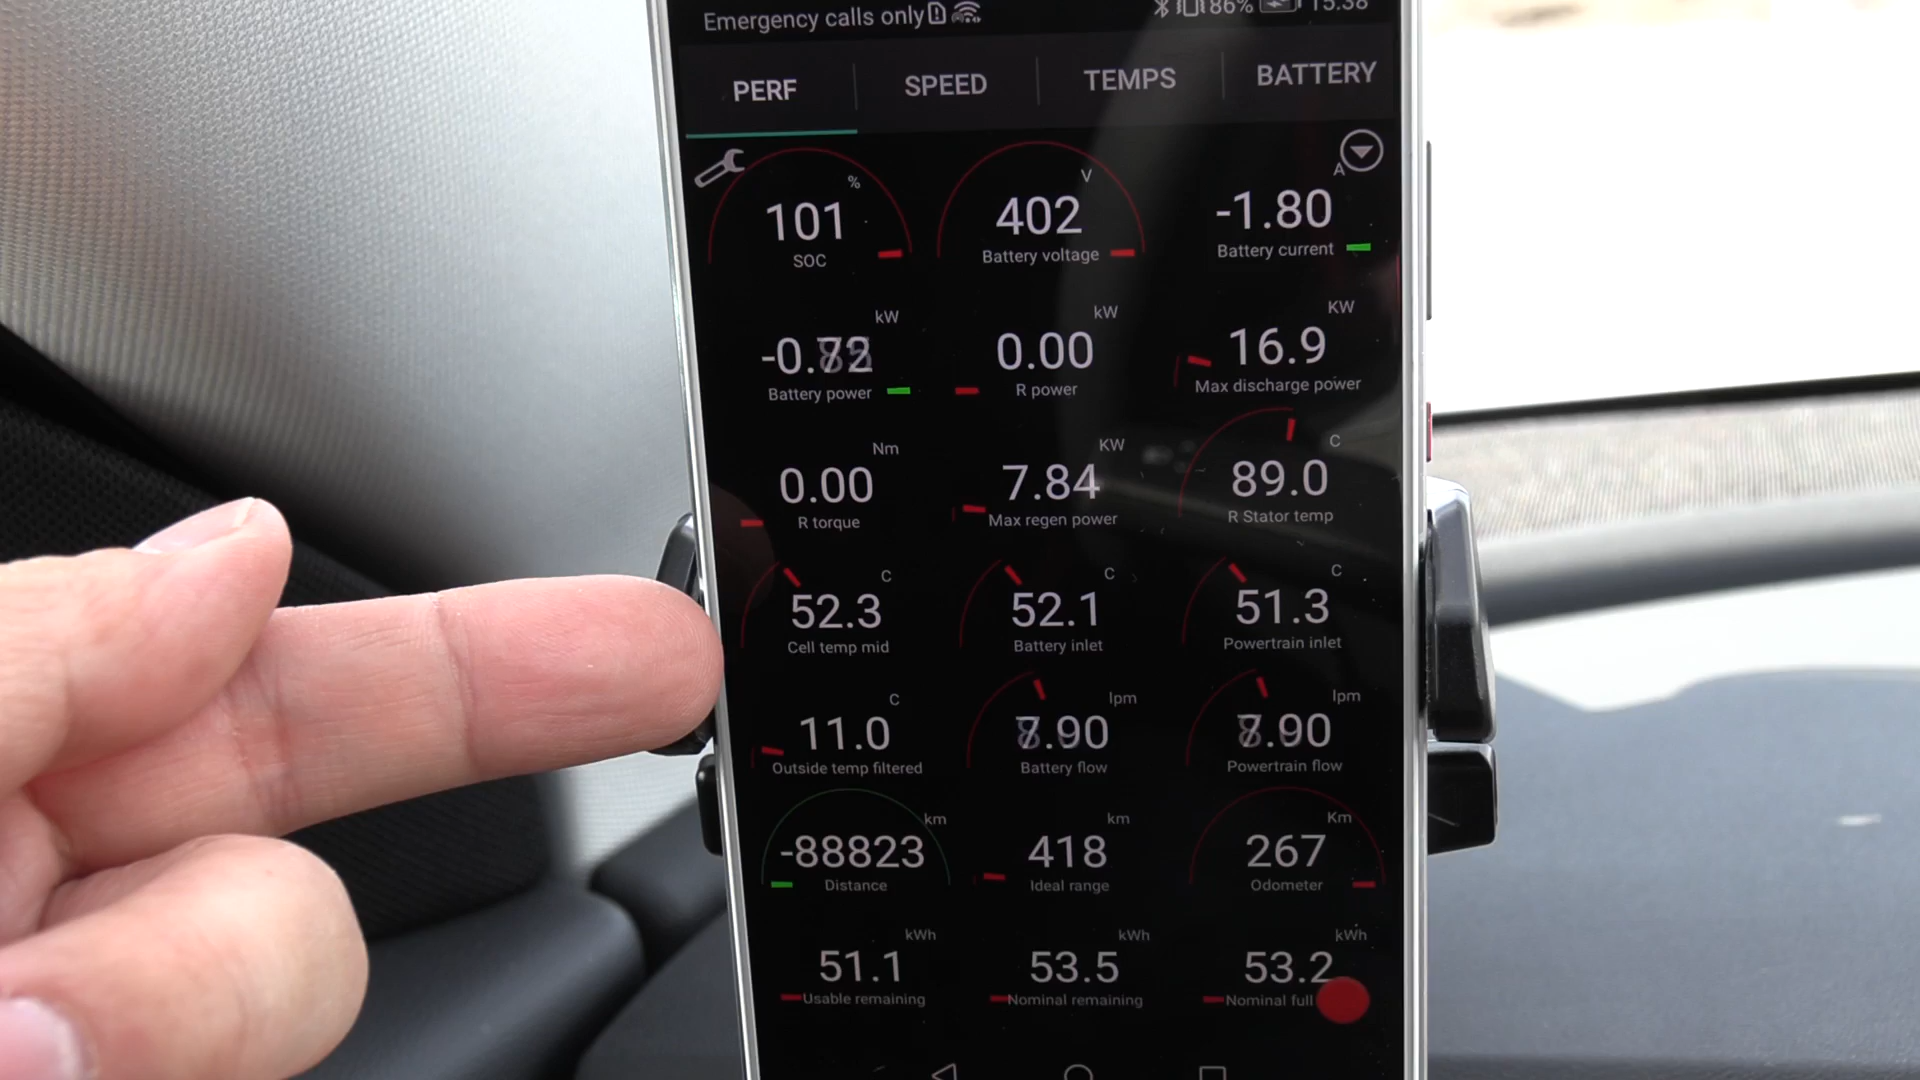 Emergency calls only 86% 15:38
PERF SPEED TEMPS BATTERY
% V A
101 402 -1.80
SOC Battery voltage Battery current
kW kW KW
0.00 16.9
Battery power R power Max discharge power
Nm KW C
0.00 7.84 89.0
R torque Max regen power R Stator temp
C C C
52.3 52.1 51.3
Cell temp mid Battery inlet Powertrain inlet
C lpm lpm
11.0
Outside temp filtered Battery flow Powertrain flow
km km Km
-88823 418 267
Distance Ideal range Odometer
kWh kWh kWh
51.1 53.5 53.2
Usable remaining Nominal remaining Nominal full